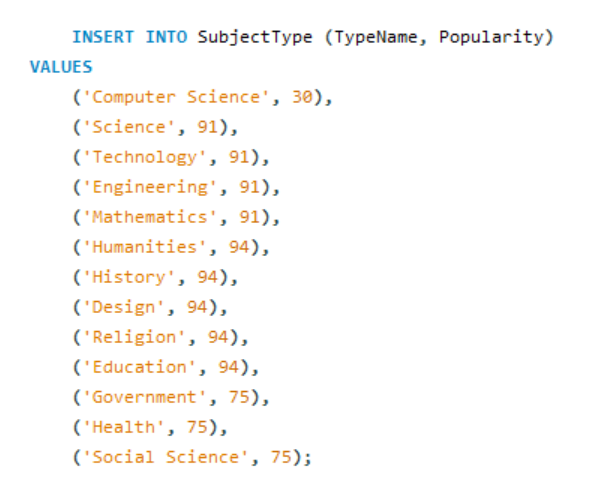 INSERT INTO SubjectType (TypeName, Popularity)
VALUES
('Computer Science', 30),
('Science', 91),
('Technology', 91),
('Engineering', 91),
('Mathematics', 91),
('Humanities', 94),
('History', 94),
('Design', 94),
('Religion', 94),
('Education', 94),
('Government', 75),
('Health', 75),
('Social Science', 75);